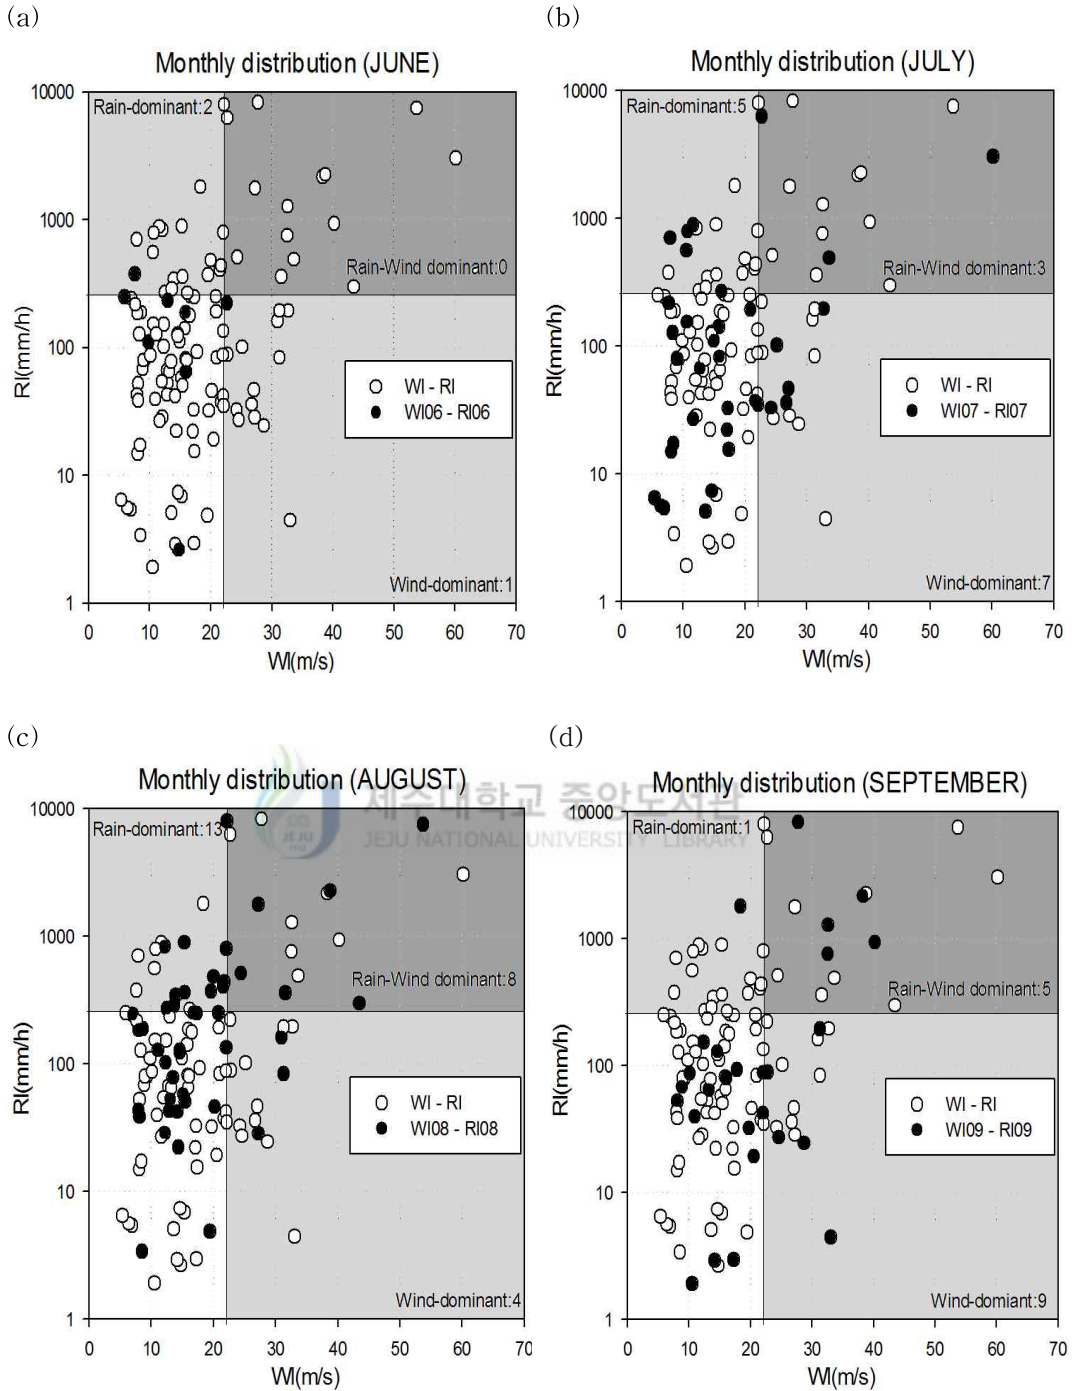 (a)
Monthly distribution (JUNE)
10000
1000
100
10
1
RI(mm/h)
Rain-dominant:2
Rain-Wind dominant:0
WI - RI
WI06 - RI06
Wind-dominant:1
0 10 20 30 40 50 60 70
WI(m/s)
(b)
Monthly distribution (JULY)
10000
1000
100
10
1
RI(mm/h)
Rain-dominant:5
Rain-Wind dominant:3
WI - RI
WI07 - RI07
Wind-dominant:7
0 10 20 30 40 50 60 70
WI(m/s)
(c)
Monthly distribution (AUGUST)
10000
1000
100
10
1
RI(mm/h)
Rain-dominant:13
Rain-Wind dominant:8
WI - RI
WI08 - RI08
Wind-dominant:4
0 10 20 30 40 50 60 70
WI(m/s)
(d)
Monthly distribution (SEPTEMBER)
10000
1000
100
10
1
RI(mm/h)
Rain-dominant:1
Rain-Wind dominant:5
WI - RI
WI09 - RI09
Wind-domiant:9
0 10 20 30 40 50 60 70
WI(m/s)
제주대학교 중앙도서관
JEJU NATIONAL UNIVERSITY LIBRARY
JEJU
1952